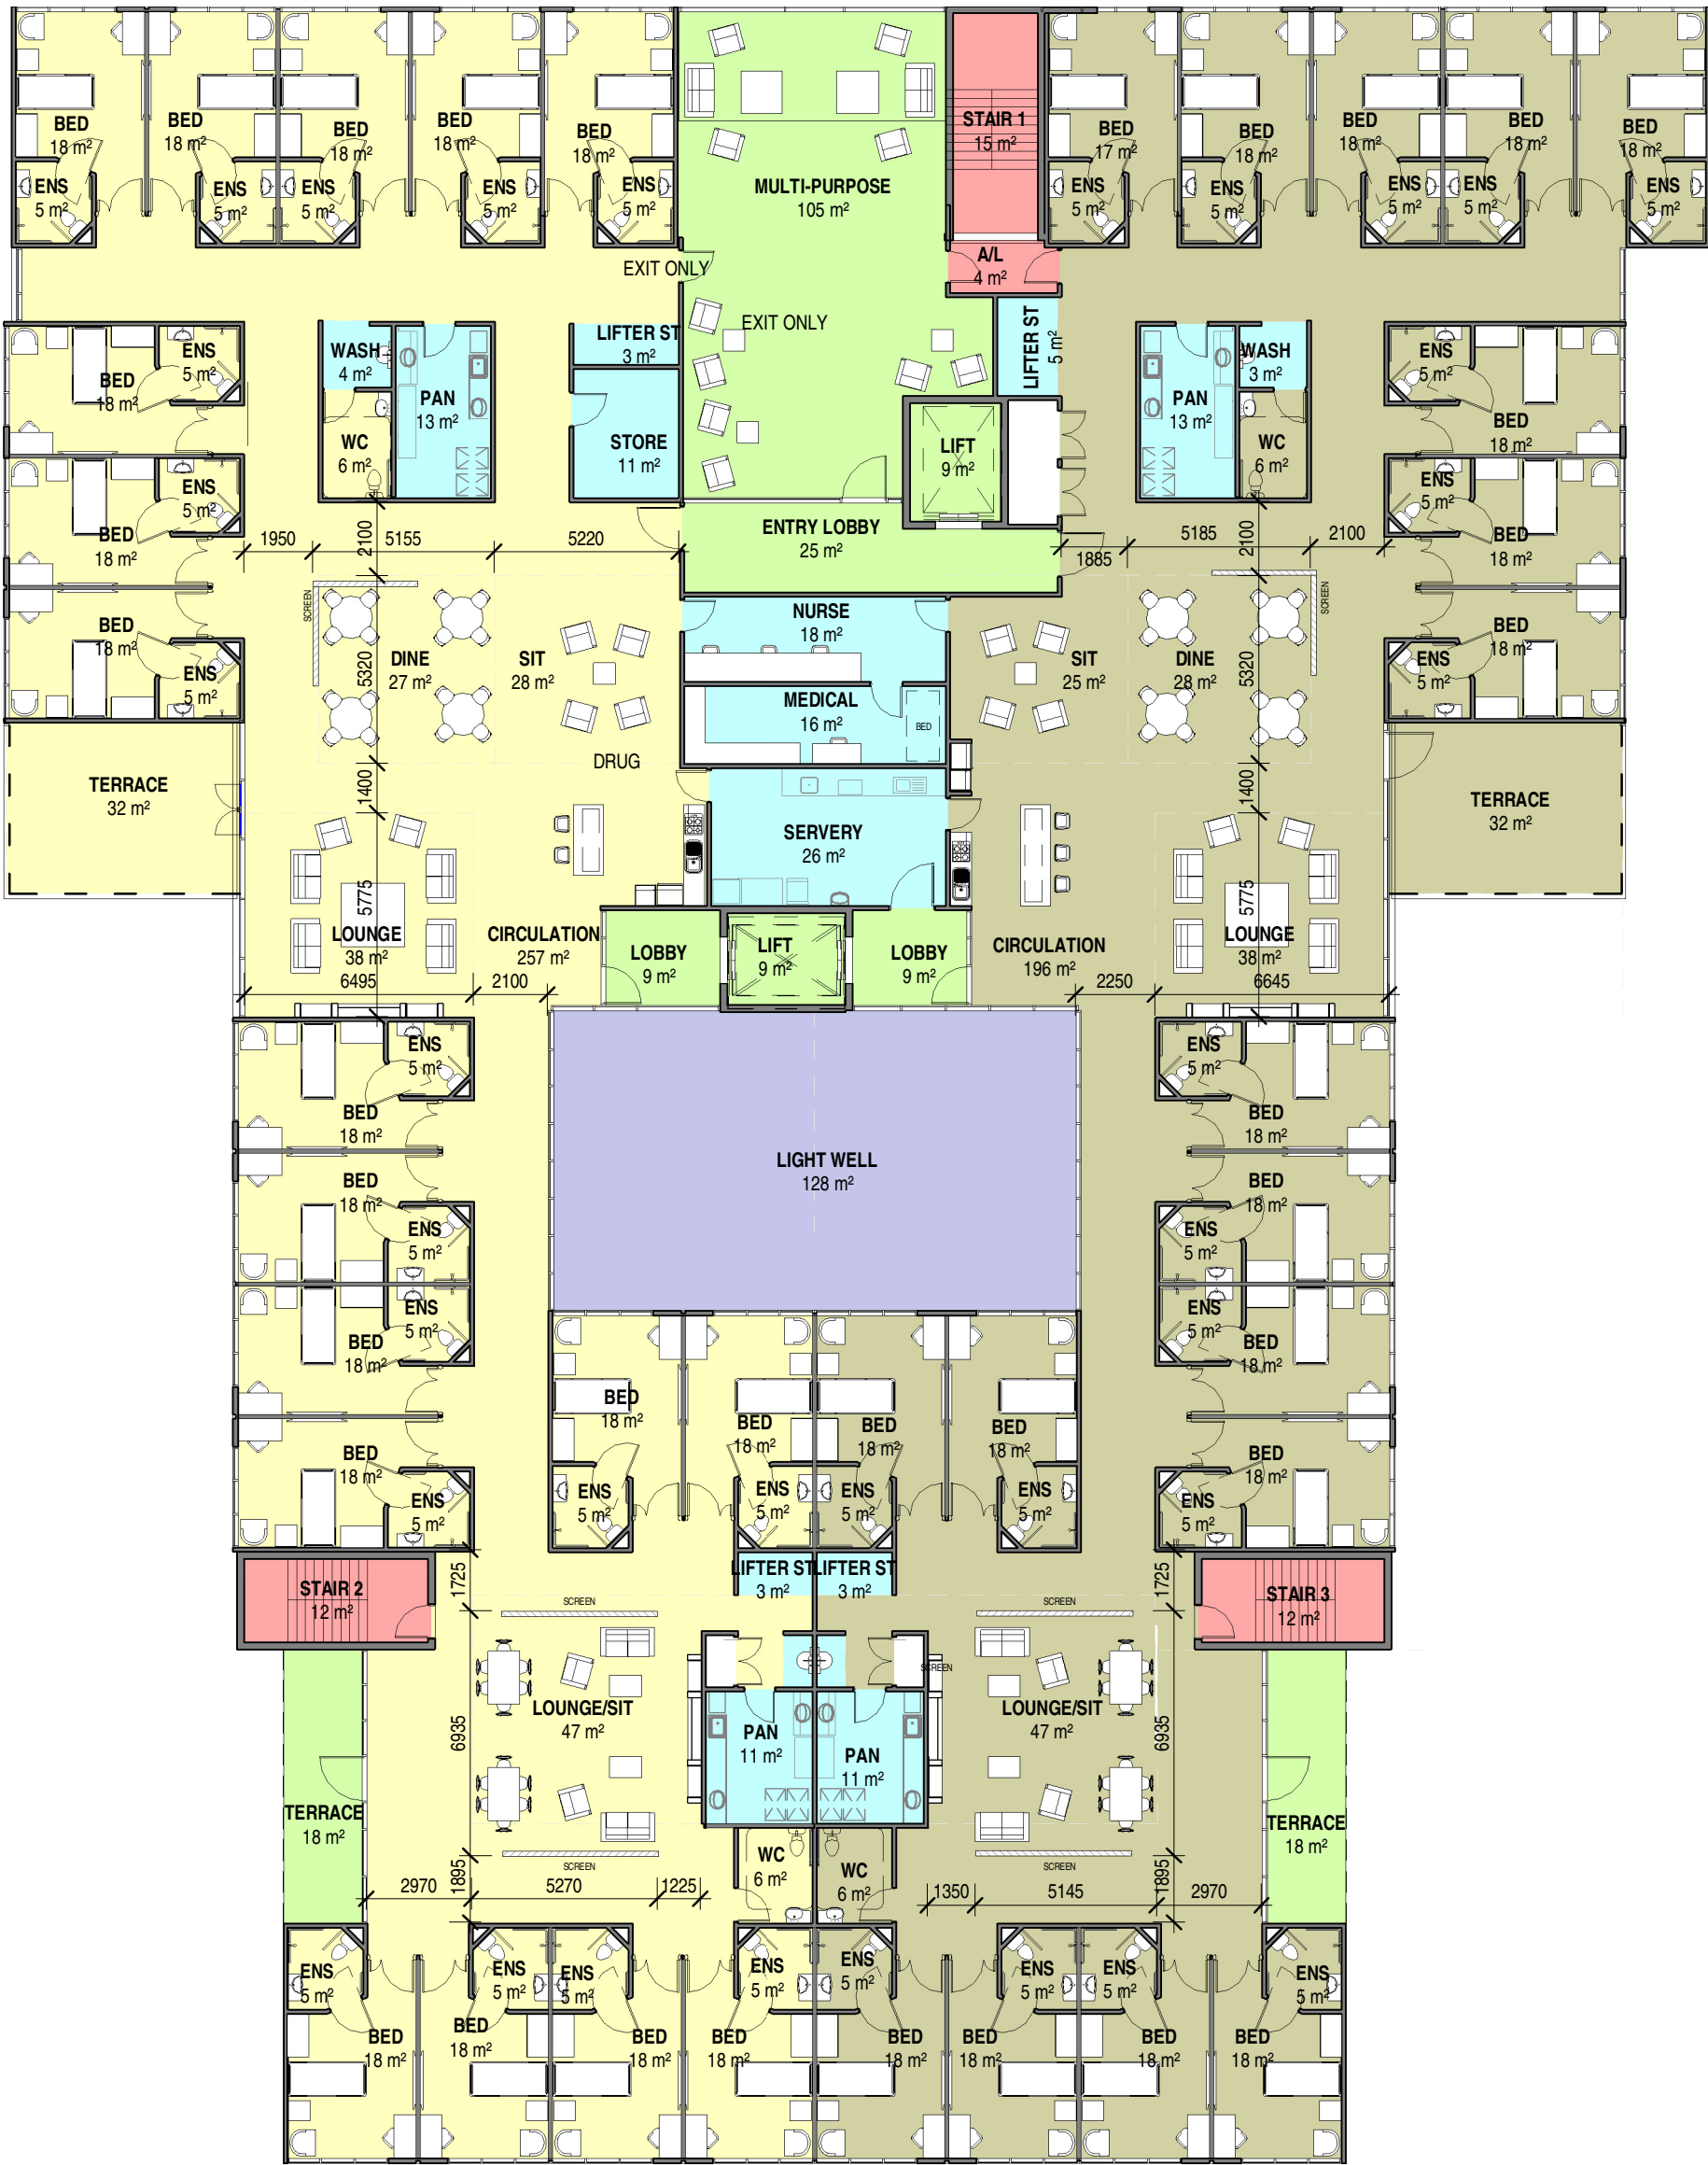 BED
18 m²
BED
18 m²
BED
18 m²
BED
18 m²
BED
18 m²
ENS
5 m²
ENS
5 m²
ENS
5 m²
ENS
5 m²
ENS
5 m²
MULTI-PURPOSE
105 m²
STAIR 1
15 m²
A/L
4 m²
BED
17 m²
BED
18 m²
BED
18 m²
BED
18 m²
BED
18 m²
ENS
5 m²
ENS
5 m²
ENS
5 m²
ENS
5 m²
ENS
5 m²
EXIT ONLY
EXIT ONLY
ENS
5 m²
BED
18 m²
WASH
4 m²
PAN
13 m²
WC
6 m²
LIFTER ST
3 m²
STORE
11 m²
LIFTER ST
5 m²
LIFT
9 m²
PAN
13 m²
WASH
3 m²
WC
6 m²
ENS
5 m²
BED
18 m²
ENS
5 m²
BED
18 m²
ENS
5 m²
BED
18 m²
1950
2100
5155
5220
ENTRY LOBBY
25 m²
1885
5185
2100
2100
BED
18 m²
ENS
5 m²
SCREEN
DINE
27 m²
5320
SIT
28 m²
NURSE
18 m²
MEDICAL
16 m²
BED
SIT
25 m²
DINE
28 m²
5320
SCREEN
BED
18 m²
ENS
5 m²
DRUG
TERRACE
32 m²
1400
SERVERY
26 m²
1400
TERRACE
32 m²
5775
LOUNGE
38 m²
CIRCULATION
257 m²
LOBBY
9 m²
LIFT
9 m²
LOBBY
9 m²
CIRCULATION
196 m²
5775
LOUNGE
38 m²
6495
2100
2250
6645
ENS
5 m²
BED
18 m²
ENS
5 m²
BED
18 m²
BED
18 m²
ENS
5 m²
LIGHT WELL
128 m²
BED
18 m²
ENS
5 m²
ENS
5 m²
BED
18 m²
ENS
5 m²
BED
18 m²
BED
18 m²
ENS
5 m²
BED
18 m²
ENS
5 m²
BED
18 m²
BED
18 m²
BED
18 m²
BED
18 m²
ENS
5 m²
ENS
5 m²
ENS
5 m²
ENS
5 m²
STAIR 2
12 m²
1725
LIFTER ST
3 m²
LIFTER ST
3 m²
1725
STAIR 3
12 m²
SCREEN
SCREEN
SCREEN
LOUNGE/SIT
47 m²
6935
PAN
11 m²
PAN
11 m²
LOUNGE/SIT
47 m²
6935
TERRACE
18 m²
TERRACE
18 m²
SCREEN
SCREEN
WC
6 m²
WC
6 m²
2970
1895
5270
1225
1350
5145
1895
2970
ENS
5 m²
ENS
5 m²
ENS
5 m²
ENS
5 m²
ENS
5 m²
ENS
5 m²
ENS
5 m²
ENS
5 m²
BED
18 m²
BED
18 m²
BED
18 m²
BED
18 m²
BED
18 m²
BED
18 m²
BED
18 m²
BED
18 m²